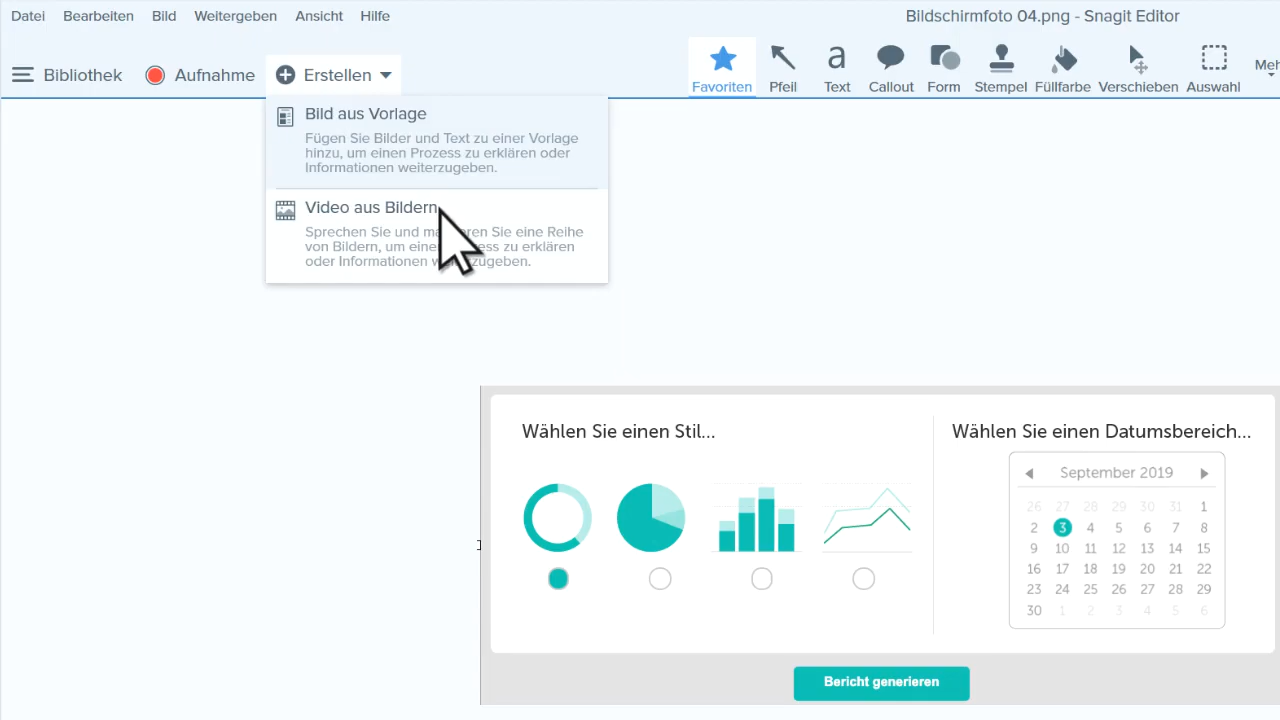 Datei Bearbeiten Bild Weitergeben Ansicht Hilfe
Bildschirmfoto 04.png - Snagit Editor
Bibliothek Aufnahme Erstellen
Favoriten Pfeil Text Callout Form Stempel Füllfarbe Verschieben Auswahl Meh
a
Bild aus Vorlage
Fügen Sie Bilder und Text zu einer Vorlage
hinzu, um einen Prozess zu erklären oder
Informationen weiterzugeben.
Video aus Bildern
Sprechen Sie und Sie eine Reihe
von Bildern, um zu erklären
oder Informationen
Wählen Sie einen Stil...
Wählen Sie einen Datumsbereich...
September 2019
26 27 28 29 30 31 1
2 3 4 5 6 7 8
9 10 11 12 13 14 15
16 17 18 19 20 21 22
23 24 25 26 27 28 29
30 1 2 3 4 5 6
Bericht generieren